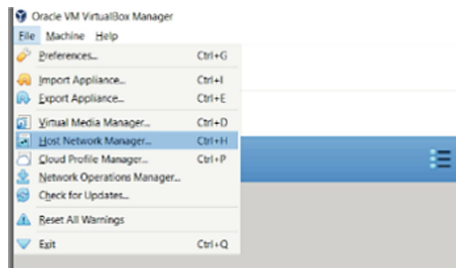 Oracle VM VirtualBox Manager
File Machine Help
Preferences... Ctrl+G
Import Appliance... Ctrl+I
Export Appliance... Ctrl+E
Virtual Media Manager... Ctrl+D
Host Network Manager... Ctrl+H
Cloud Profile Manager... Ctrl+P
Network Operations Manager...
Check for Updates...
Reset All Warnings
Exit Ctrl+Q